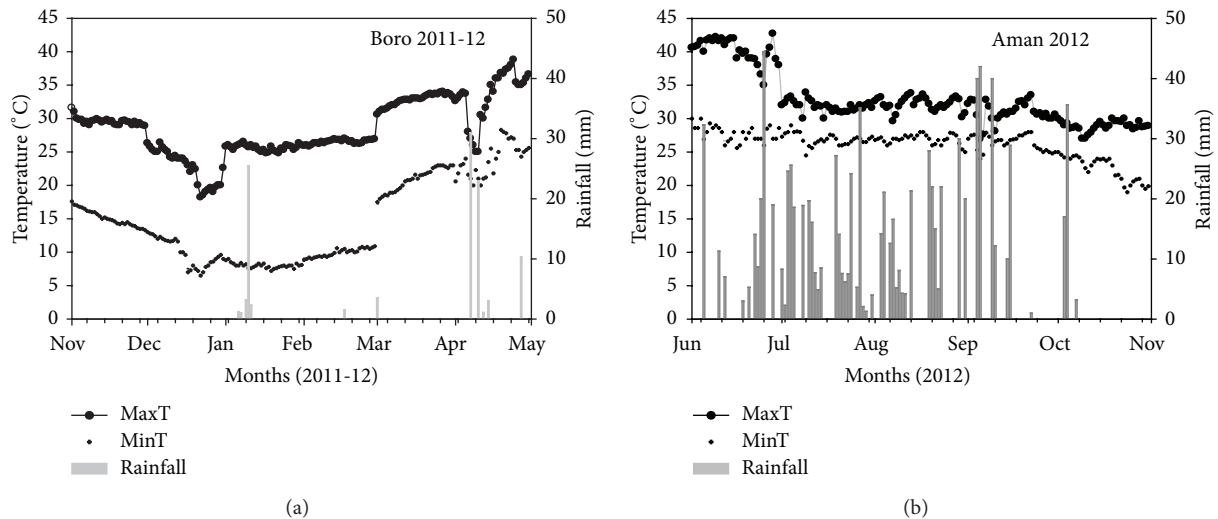 45
40
35
30
25
20
15
10
5
0
Temperature (°C)
Boro 2011-12
50
40
30
20
10
0
Rainfall (mm)
Nov Dec Jan Feb Mar Apr May
Months (2011-12)
MaxT
MinT
Rainfall
(a)
45
40
35
30
25
20
15
10
5
0
Temperature (°C)
Aman 2012
50
40
30
20
10
0
Rainfall (mm)
Jun Jul Aug Sep Oct Nov
Months (2012)
MaxT
MinT
Rainfall
(b)